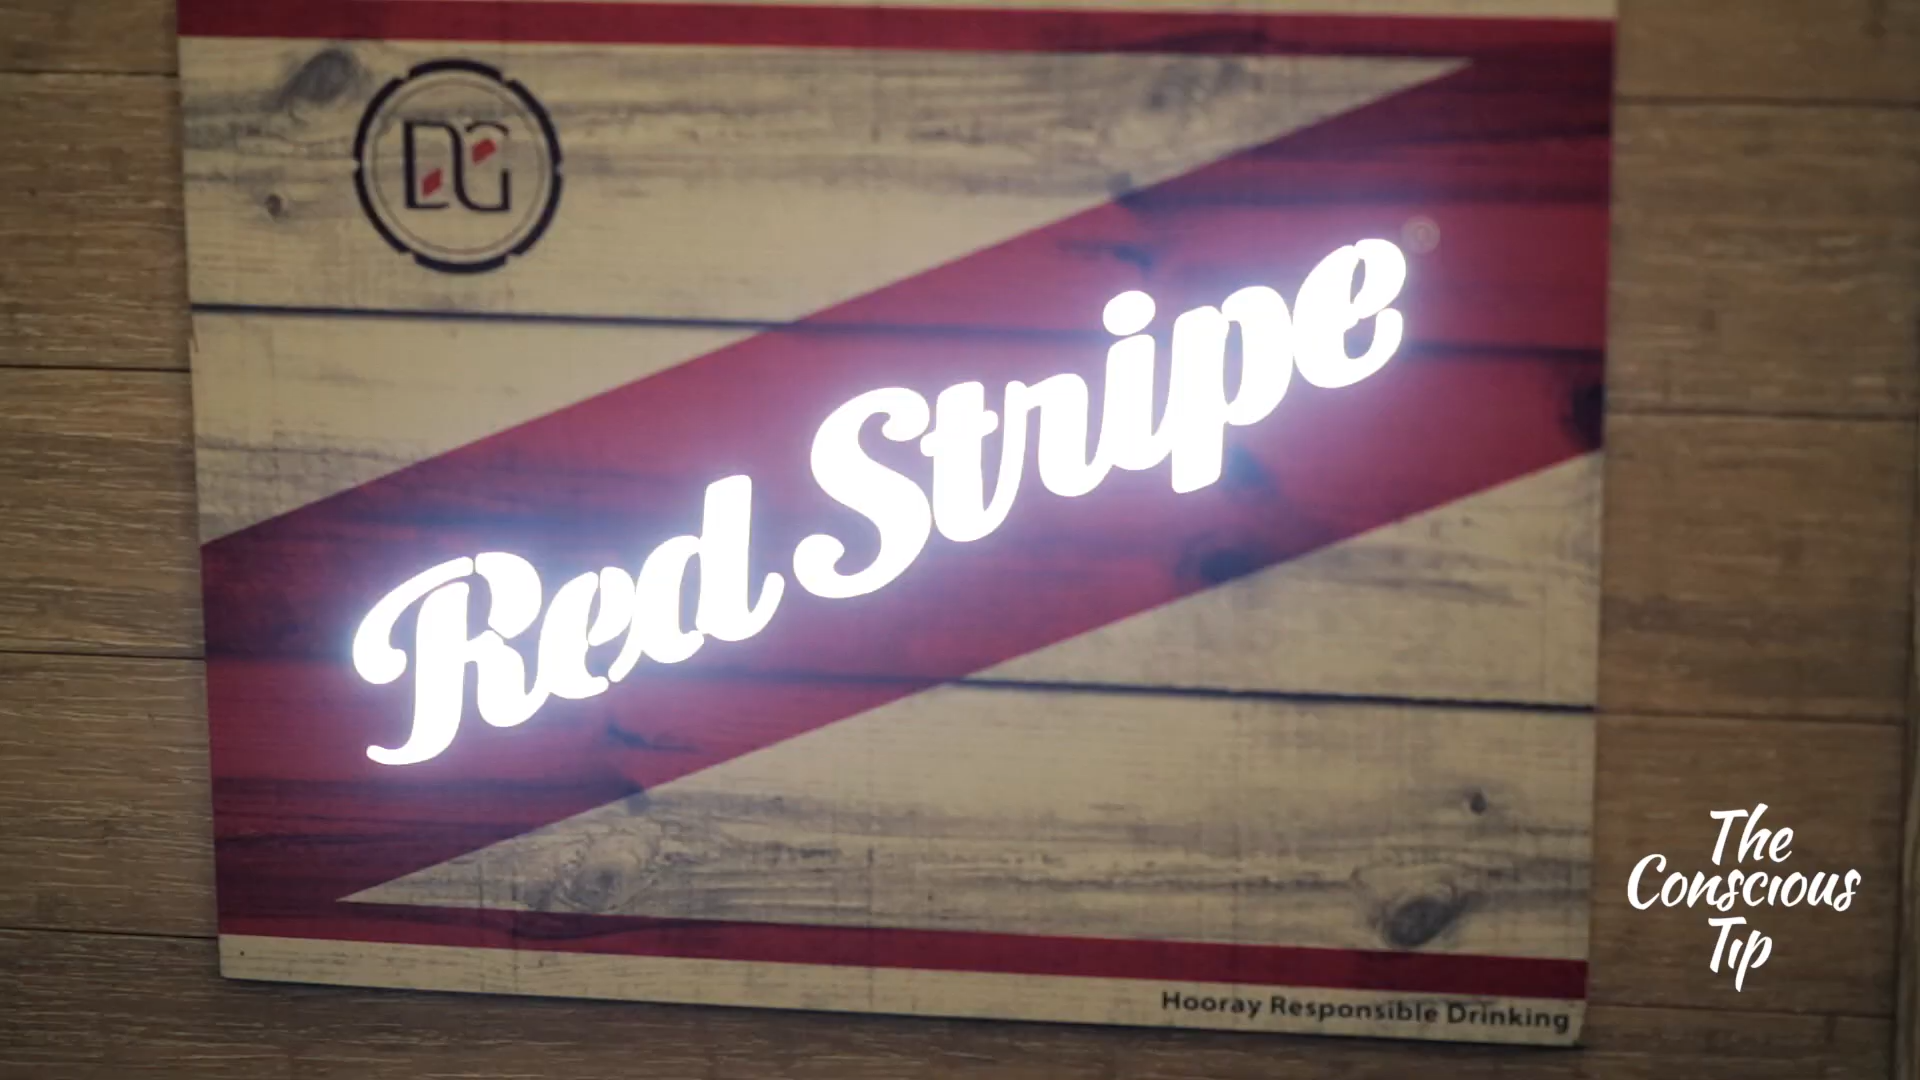 DG
Red Stripe
Hooray Responsible Drinking
The
Conscious
Tip